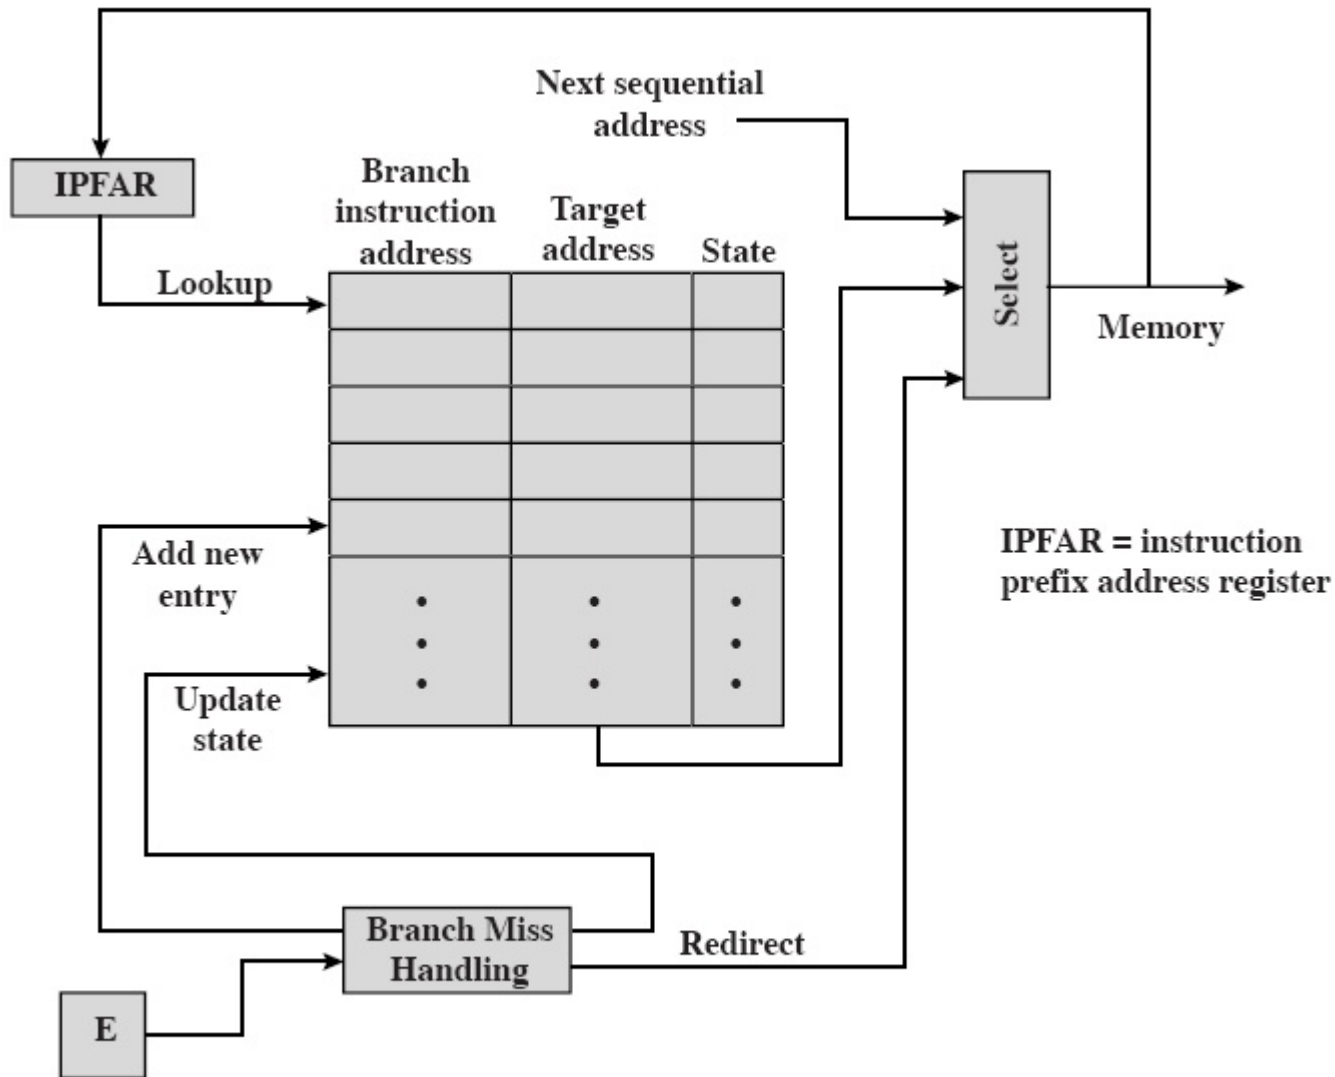 Next sequential
address
IPFAR
Branch
instruction
address
Target
address
State
Lookup
Select
Memory
Add new
entry
IPFAR = instruction
prefix address register
Update
state
Branch Miss
Handling
Redirect
E